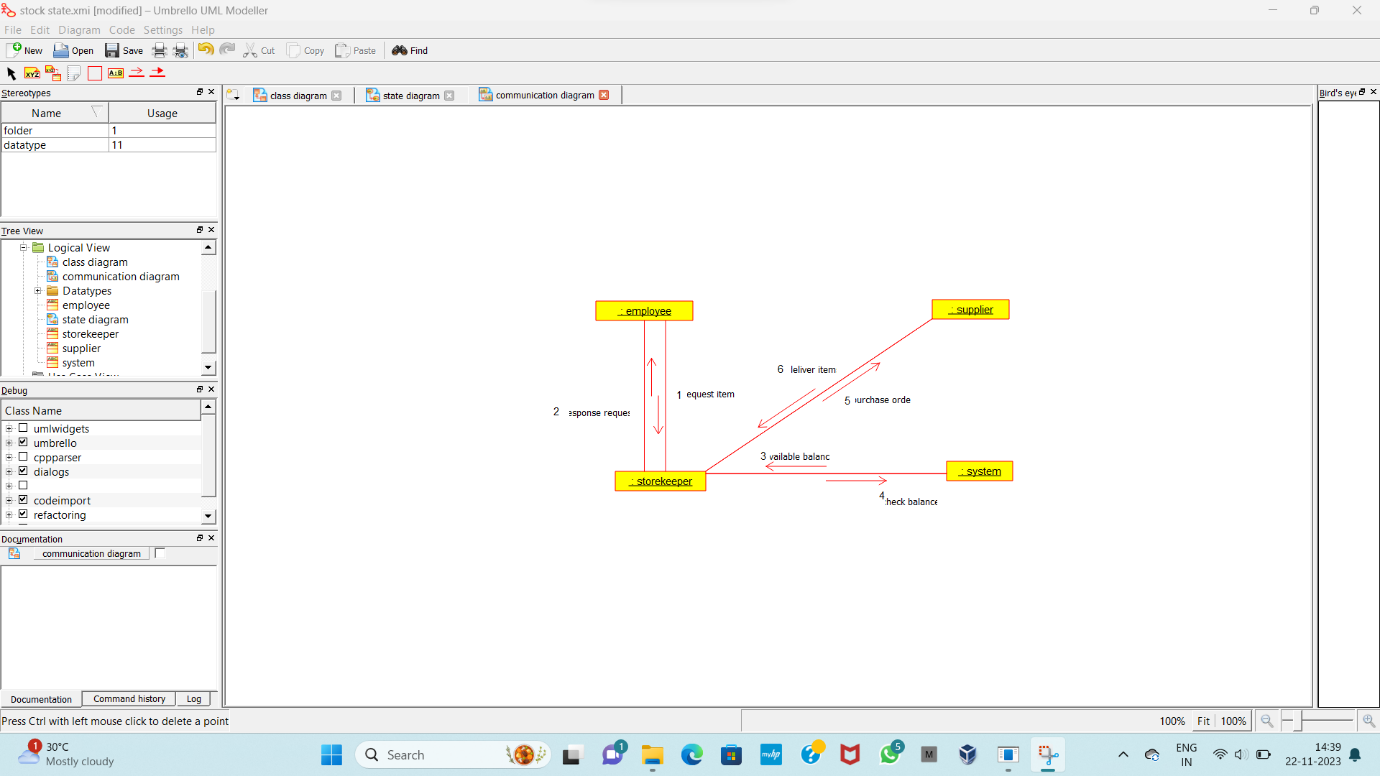 stock state.xmi [modified] – Umbrello UML Modeller
File Edit Diagram Code Settings Help
New Open Save Cut Copy Paste Find
XYZ A:B
Stereotypes
Name Usage
folder 1
datatype 11
Tree View
Logical View
class diagram
communication diagram
Datatypes
employee
state diagram
storekeeper
supplier
system
Debug
Class Name
umlwidgets
umbrello
cppparser
dialogs
codeimport
refactoring
Documentation
communication diagram
Documentation Command history Log
Press Ctrl with left mouse click to delete a point
class diagram state diagram communication diagram
: employee
: supplier
6 leliver item
1 equest item
5 urchase orde
2 esponse reques
3 vailable balanc
: storekeeper
: system
4 :heck balance
Bird's eye
100% Fit 100%
1 30°C
Mostly cloudy
Search
1
myhp
5
M
ENG
IN
14:39
22-11-2023